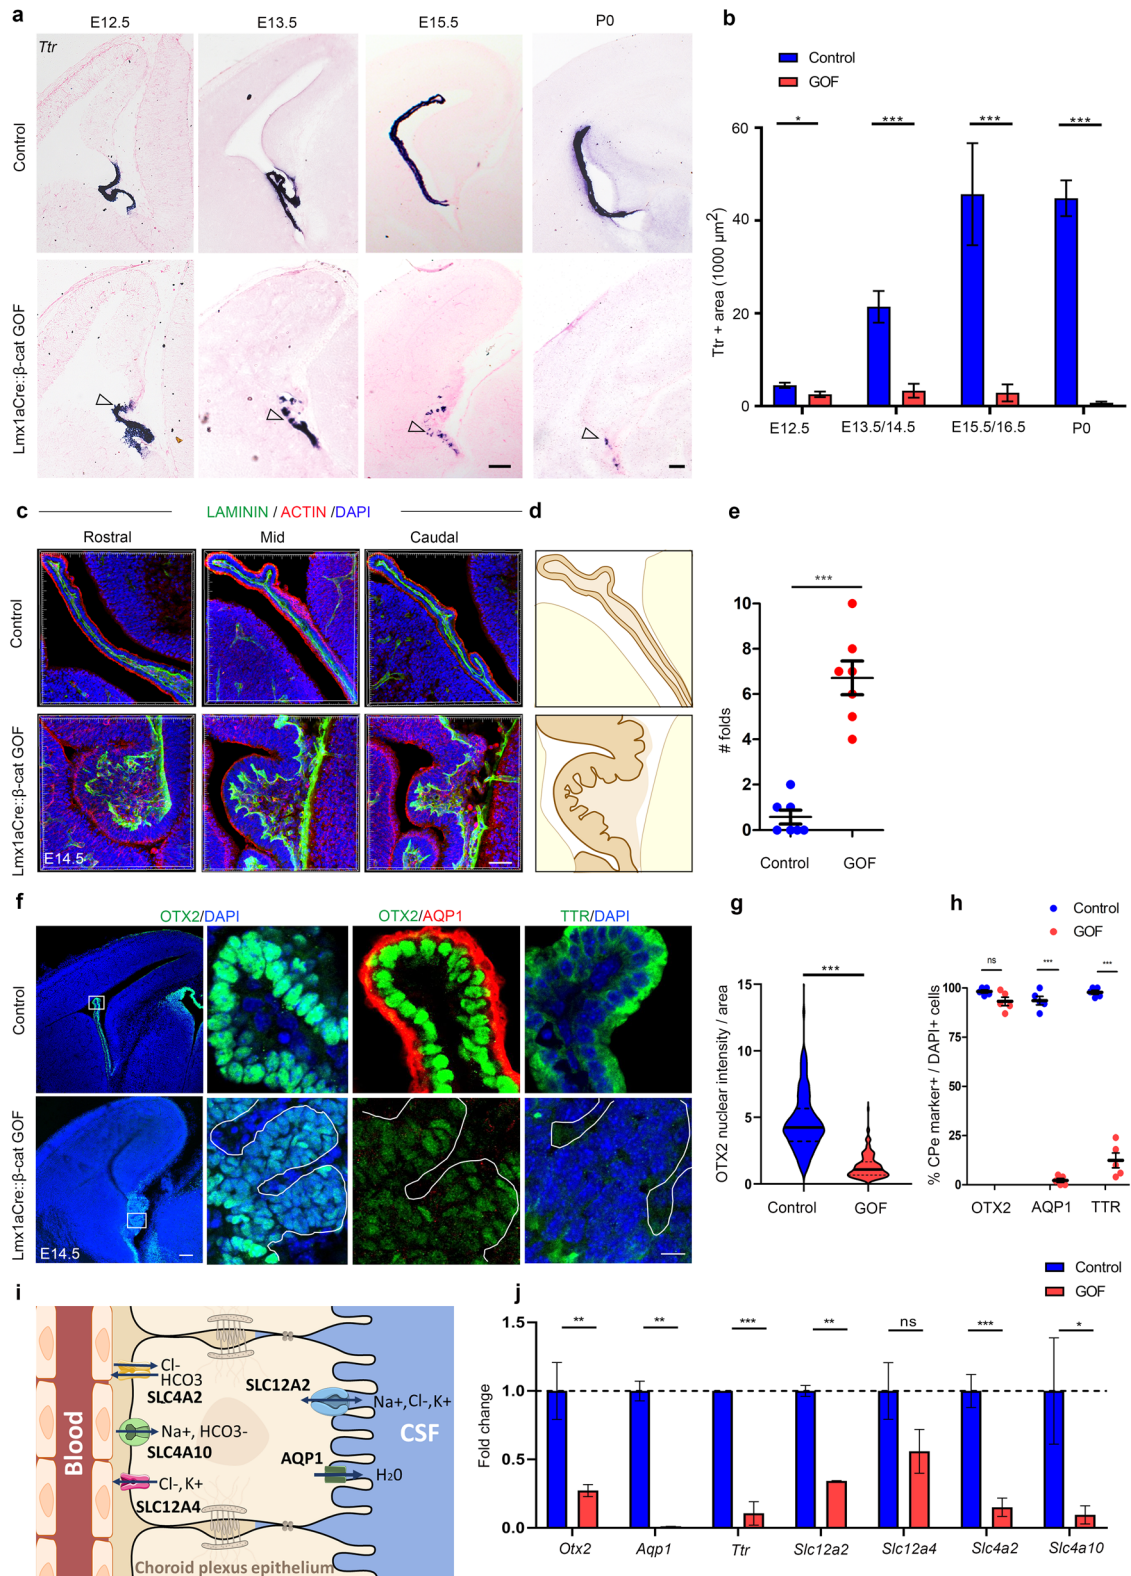 a
E12.5
E13.5
E15.5
P0
Ttr
Control
Lmx1aCre::β-cat GOF
b
Control
GOF
*
***
***
***
Ttr + area (1000 µm²)
60
40
20
0
E12.5
E13.5/14.5
E15.5/16.5
P0
c
LAMININ / ACTIN /DAPI
Rostral
Mid
Caudal
Control
Lmx1aCre::β-cat GOF
E14.5
d
e
***
# folds
10
8
6
4
2
0
Control
GOF
f
OTX2/DAPI
OTX2/AQP1
TTR/DAPI
Control
Lmx1aCre::β-cat GOF
E14.5
g
***
OTX2 nuclear intensity / area
15
10
5
0
Control
GOF
h
Control
GOF
ns
***
***
% CPe marker+ / DAPI+ cells
100
50
25
0
OTX2
AQP1
TTR
i
Blood
Cl-
HCO3
SLC4A2
Na+, HCO3-
SLC4A10
Cl-,K+
SLC12A4
SLC12A2
Na+,Cl-,K+
CSF
AQP1
H20
Choroid plexus epithelium
j
Control
GOF
**
**
***
**
ns
***
*
Fold change
1.5
1.0
0.5
0.0
Otx2
Aqp1
Ttr
Slc12a2
Slc12a4
Slc4a2
Slc4a10